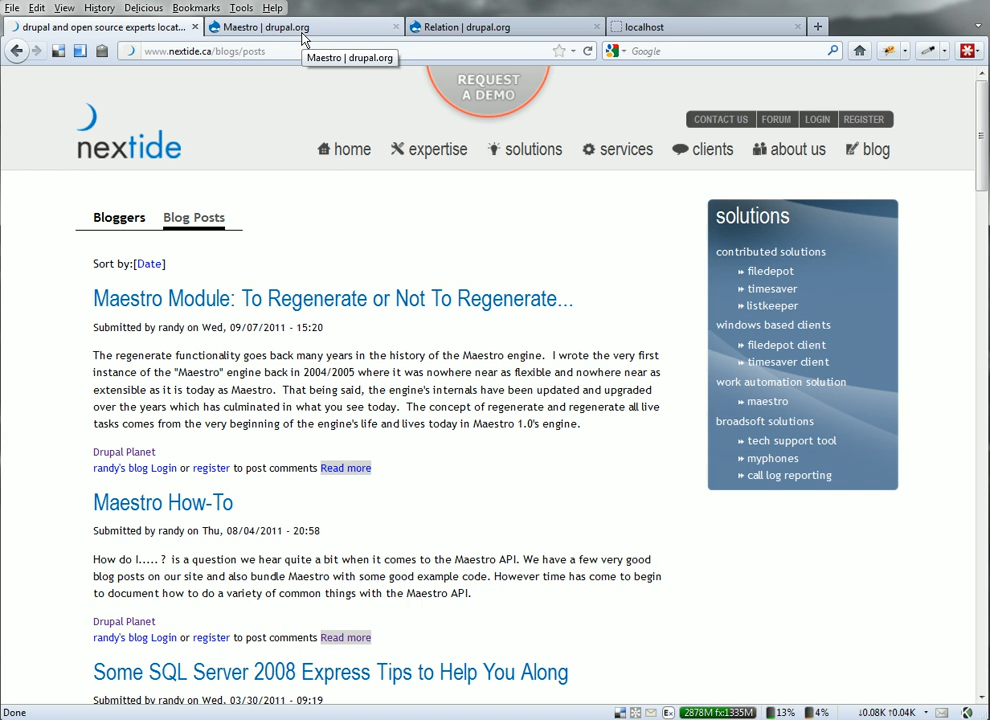 File Edit View History Delicious Bookmarks Tools Help
drupal and open source experts locat...
Maestro | drupal.org
Relation | drupal.org
localhost
www.nextide.ca/blogs/posts
Google
Maestro | drupal.org
REQUEST
A DEMO
CONTACT US FORUM LOGIN REGISTER
nextide
home expertise solutions services clients about us blog
Bloggers Blog Posts
Sort by:[Date]
Maestro Module: To Regenerate or Not To Regenerate...
Submitted by randy on Wed, 09/07/2011 - 15:20
The regenerate functionality goes back many years in the history of the Maestro engine. I wrote the very first
instance of the "Maestro" engine back in 2004/2005 where it was nowhere near as flexible and nowhere near as
extensible as it is today as Maestro. That being said, the engine's internals have been updated and upgraded
over the years which has culminated in what you see today. The concept of regenerate and regenerate all live
tasks comes from the very beginning of the engine's life and lives today in Maestro 1.0's engine.
Drupal Planet
randy's blog Login or register to post comments Read more
Maestro How-To
Submitted by randy on Thu, 08/04/2011 - 20:58
How do I..... ? is a question we hear quite a bit when it comes to the Maestro API. We have a few very good
blog posts on our site and also bundle Maestro with some good example code. However time has come to begin
to document how to do a variety of common things with the Maestro API.
Drupal Planet
randy's blog Login or register to post comments Read more
Some SQL Server 2008 Express Tips to Help You Along
Submitted by randy on Wed, 03/30/2011 - 09:19
solutions
contributed solutions
filedepot
timesaver
listkeeper
windows based clients
filedepot client
timesaver client
work automation solution
maestro
broadsoft solutions
tech support tool
myphones
call log reporting
Done
Ex 2878M fx:1335M 13% 4% ↓0.08K ↑0.04K